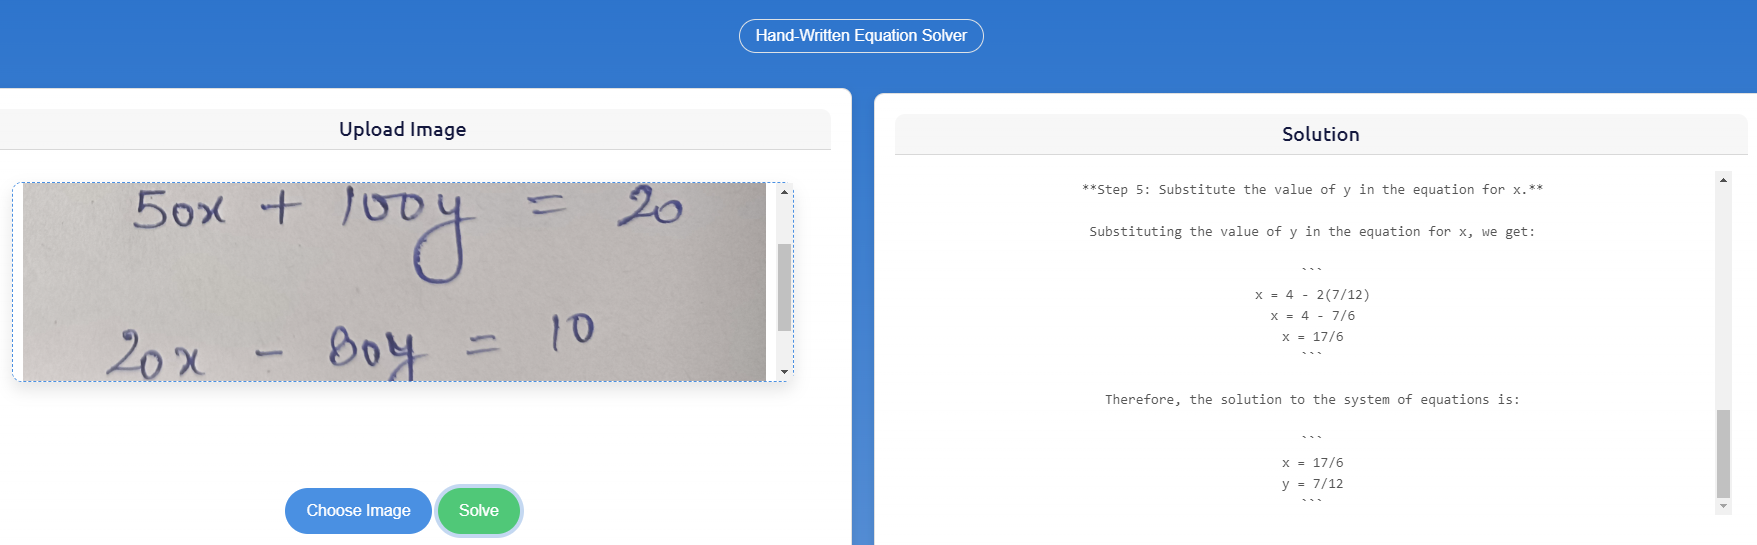 Hand-Written Equation Solver
Upload Image
50x + 100y = 20
20x - 80y = 10
Choose Image
Solve
Solution
**Step 5: Substitute the value of y in the equation for x.**
Substituting the value of y in the equation for x, we get:
```
x = 4 - 2(7/12)
x = 4 - 7/6
x = 17/6
```
Therefore, the solution to the system of equations is:
```
x = 17/6
y = 7/12
```